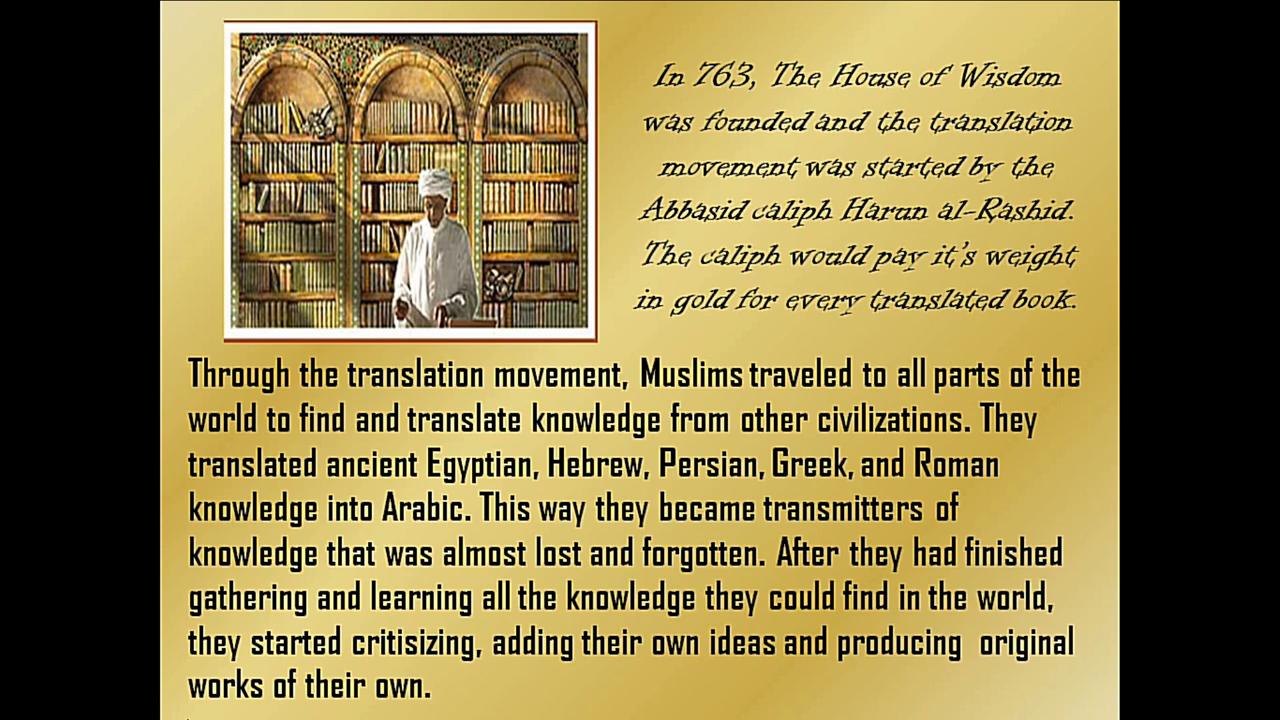 In 763, The House of Wisdom
was founded and the translation
movement was started by the
Abbasid caliph Harun al-Rashid.
The caliph would pay it's weight
in gold for every translated book.
Through the translation movement, Muslims traveled to all parts of the
world to find and translate knowledge from other civilizations. They
translated ancient Egyptian, Hebrew, Persian, Greek, and Roman
knowledge into Arabic. This way they became transmitters of
knowledge that was almost lost and forgotten. After they had finished
gathering and learning all the knowledge they could find in the world,
they started critisizing, adding their own ideas and producing original
works of their own.